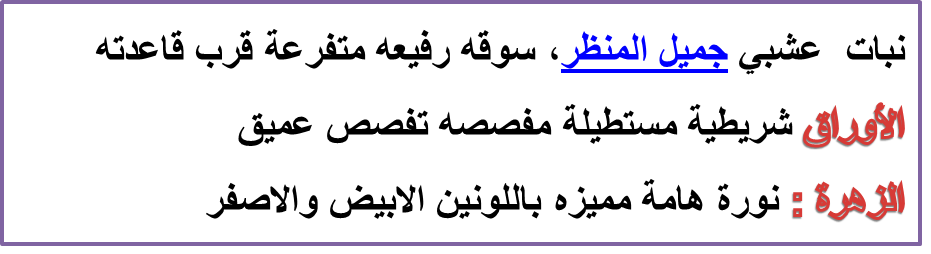 نبات عشبي جميل المنظر، سوقه رفيعه متفرعة قرب قاعدته
الأوراق شريطية مستطيلة مفصصه تفصص عميق
الزهرة : نورة هامة مميزه باللونين الابيض والاصفر